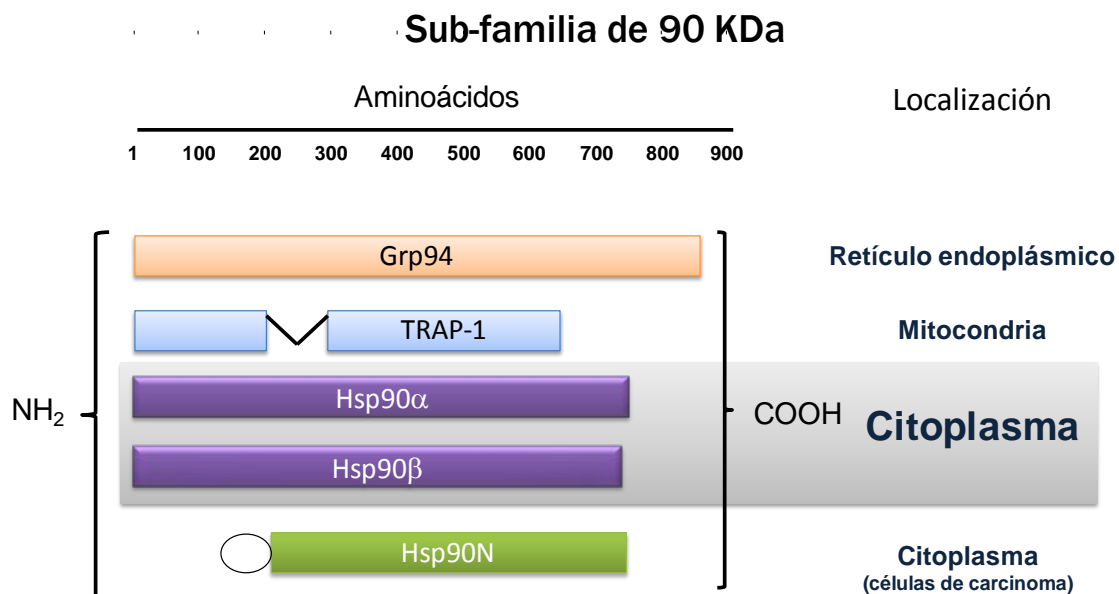 Sub-familia de 90 KDa
Aminoácidos
Localización
1 100 200 300 400 500 600 700 800 900
Grp94
Retículo endoplásmico
TRAP-1
Mitocondria
Hsp90α
NH₂
COOH
Citoplasma
Hsp90β
Hsp90N
Citoplasma
(células de carcinoma)